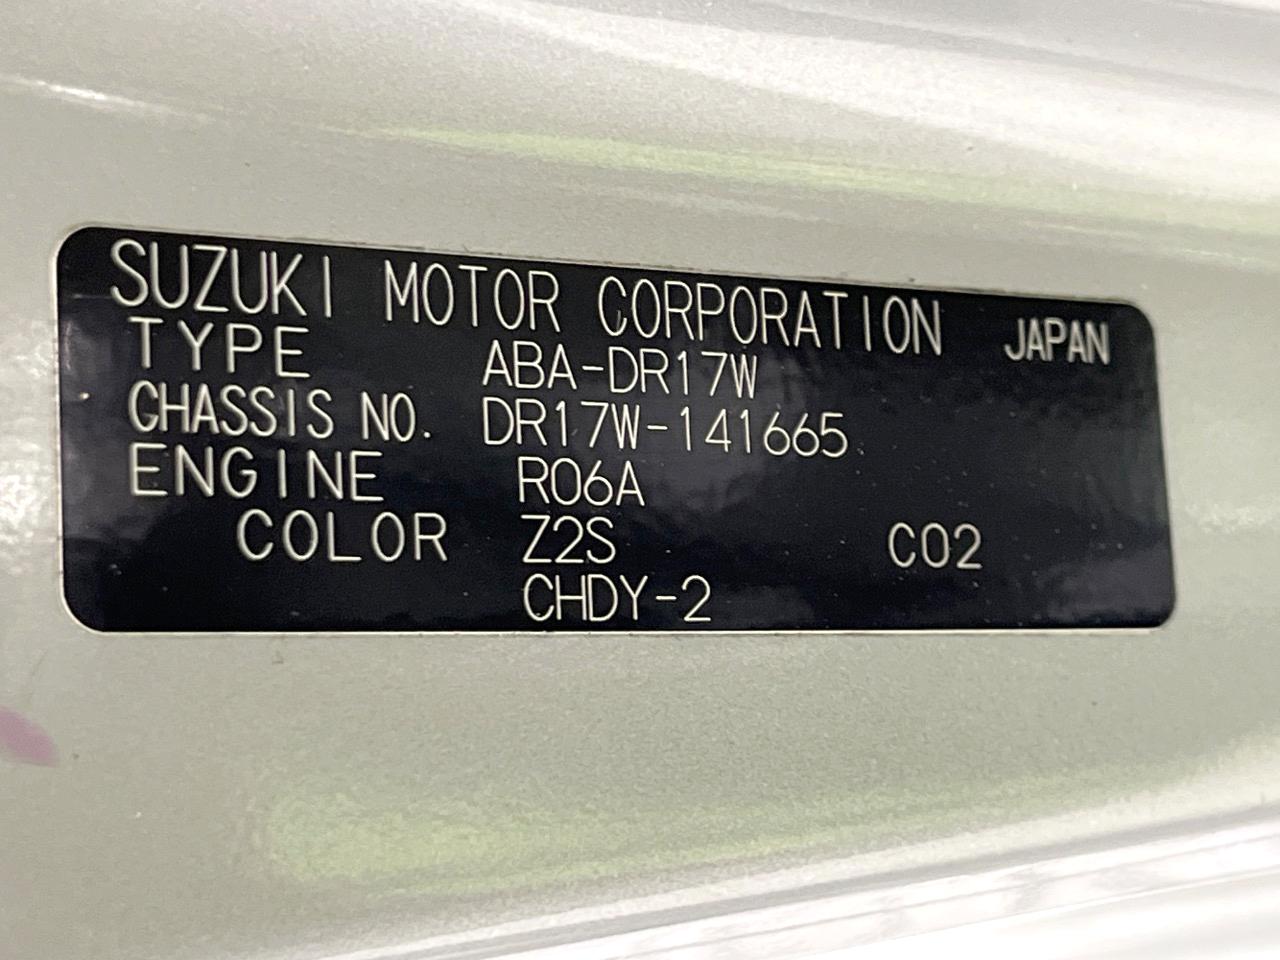 SUZUKI MOTOR CORPORATION JAPAN
TYPE ABA-DR17W
CHASSIS NO. DR17W-141665
ENGINE R06A
COLOR Z2S C02
CHDY-2